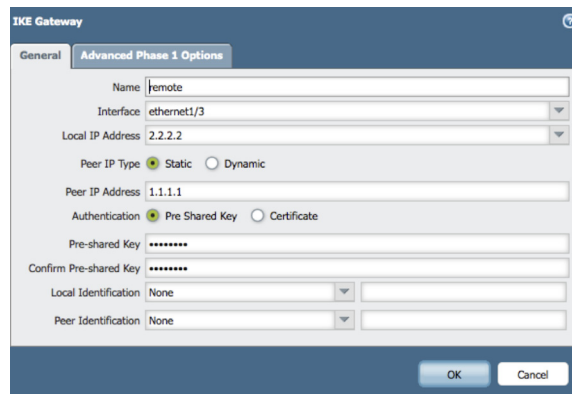 IKE Gateway
General Advanced Phase 1 Options
Name remote
Interface ethernet1/3
Local IP Address 2.2.2.2
Peer IP Type Static Dynamic
Peer IP Address 1.1.1.1
Authentication Pre Shared Key Certificate
Pre-shared Key ••••••••
Confirm Pre-shared Key ••••••••
Local Identification None
Peer Identification None
OK Cancel